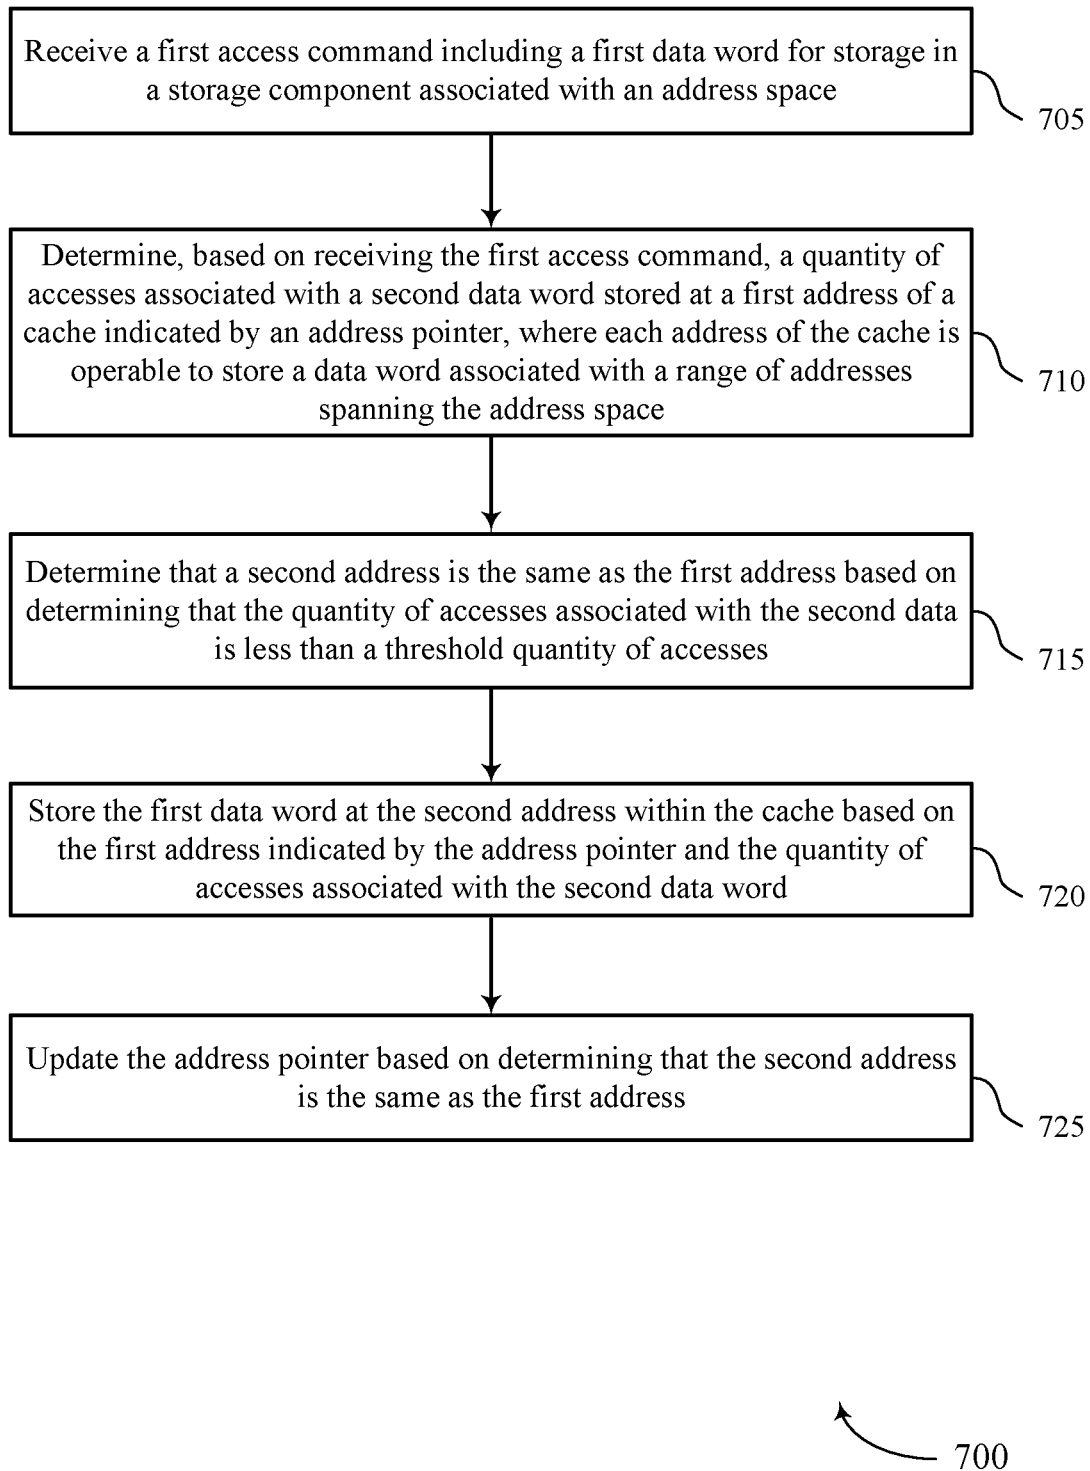 Receive a first access command including a first data word for storage in
a storage component associated with an address space
705
Determine, based on receiving the first access command, a quantity of
accesses associated with a second data word stored at a first address of a
cache indicated by an address pointer, where each address of the cache is
operable to store a data word associated with a range of addresses
spanning the address space
710
Determine that a second address is the same as the first address based on
determining that the quantity of accesses associated with the second data
is less than a threshold quantity of accesses
715
Store the first data word at the second address within the cache based on
the first address indicated by the address pointer and the quantity of
accesses associated with the second data word
720
Update the address pointer based on determining that the second address
is the same as the first address
725
700